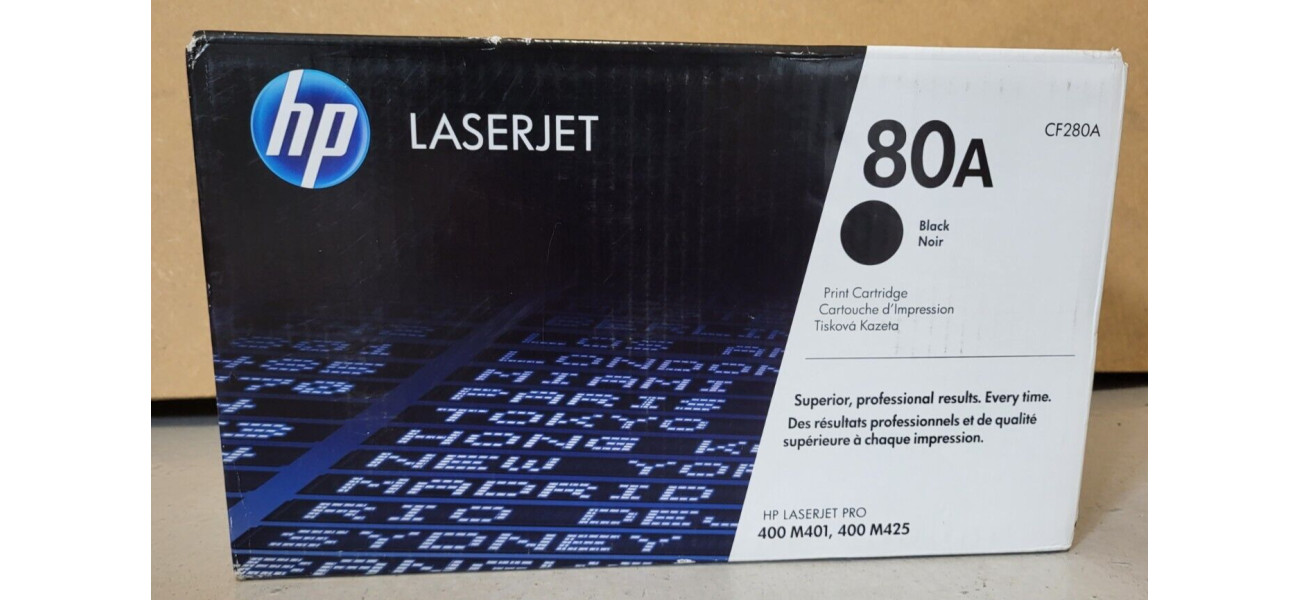 hp
LASERJET
80A
CF280A
Black
Noir
Print Cartridge
Cartouche d'Impression
Tisková Kazeta
Superior, professional results. Every time.
Des résultats professionnels et de qualité
supérieure à chaque impression.
HP LASERJET PRO
400 M401, 400 M425
LONDON
MIAMI
PARIS
TOKYO
HONG
NEW YOR
MADRID
RIO DE
SYDNEY